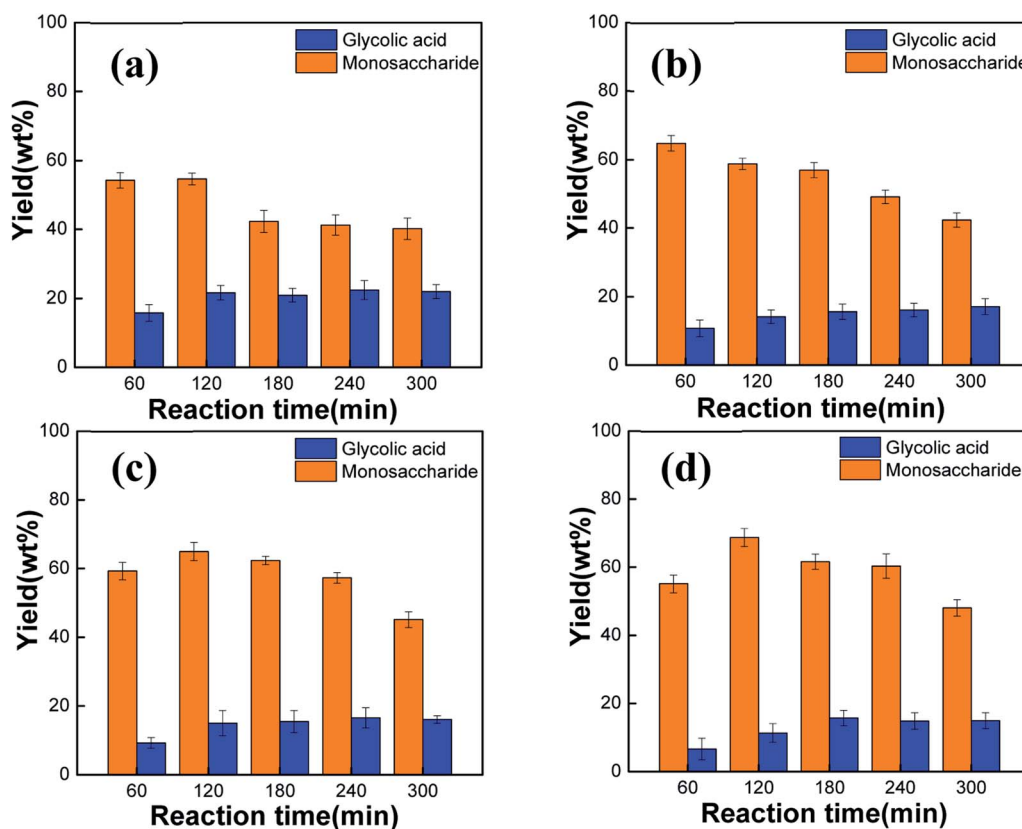 100
80
60
40
20
0
Yield(wt%)
(a)
Glycolic acid
Monosaccharide
60 120 180 240 300
Reaction time(min)
100
80
60
40
20
0
Yield(wt%)
(b)
Glycolic acid
Monosaccharide
60 120 180 240 300
Reaction time(min)
100
80
60
40
20
0
Yield(wt%)
(c)
Glycolic acid
Monosaccharide
60 120 180 240 300
Reaction time(min)
100
80
60
40
20
0
Yield(wt%)
(d)
Glycolic acid
Monosaccharide
60 120 180 240 300
Reaction time(min)